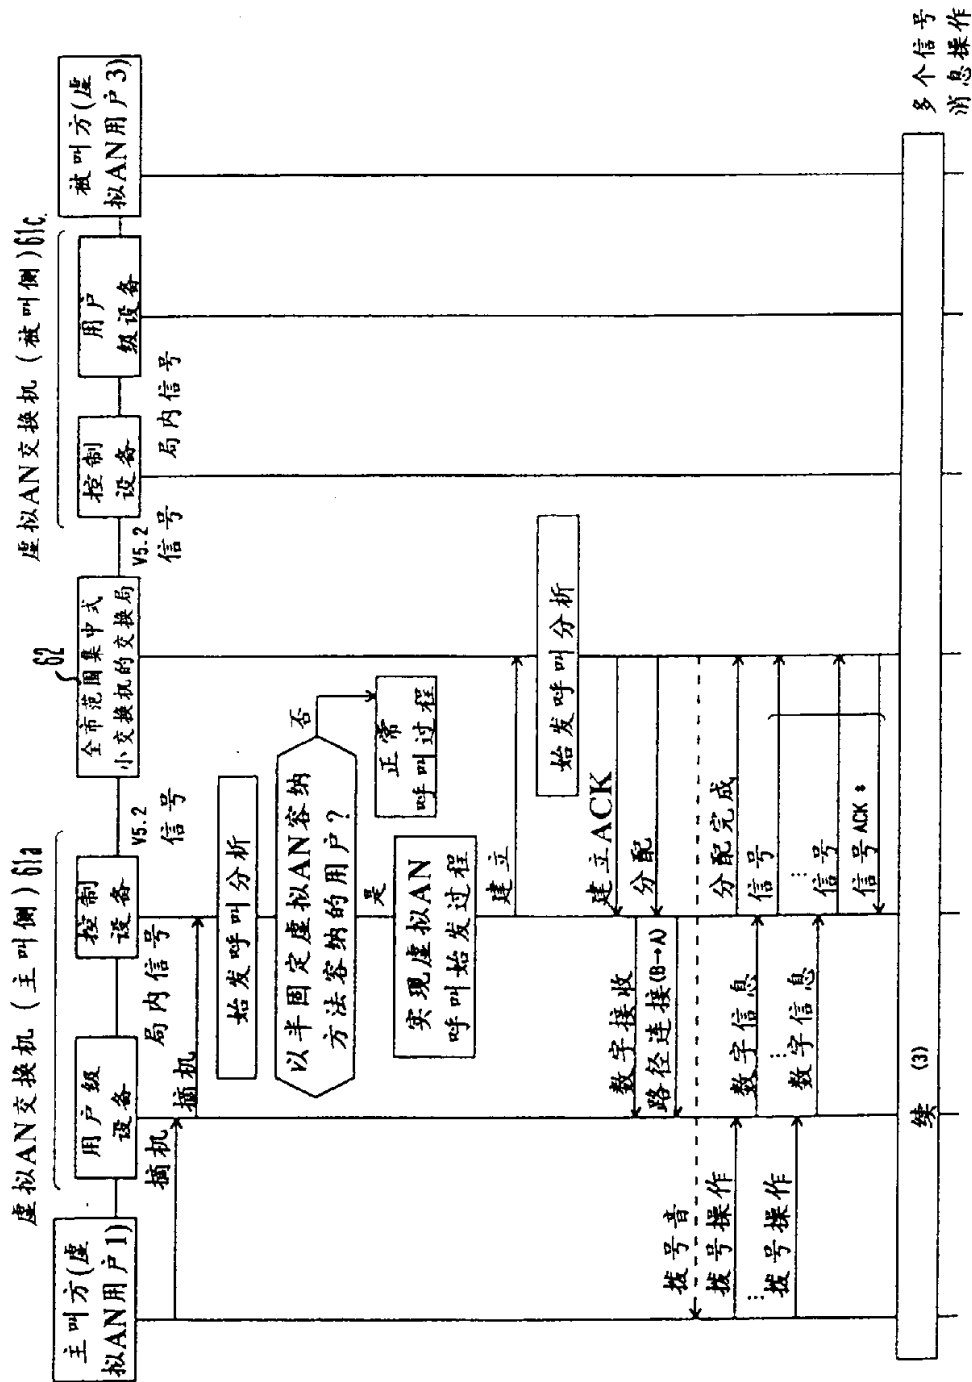 虚拟AN交换机(主叫侧)61a
62
虚拟AN交换机(被叫侧)61c
主叫方(虚
拟AN用户1)
用户级
设备
控制
设备
全市范围集中式
小交换机的交换局
控制
设备
用户
级设备
被叫方(虚
拟AN用户3)
局内信号
V5.2
信号
V5.2
信号
局内信号
摘机
摘机
始发呼叫分析
以半固定虚拟AN容纳
方法容纳的用户?
否
正常
呼叫过程
是
实现虚拟AN
呼叫始发过程
建立
始发呼叫分析
建立ACK
分配
数字接收
路径连接(B→A)
拨号音
分配完成
拨号操作
数字信息
信号
⋮
拨号操作
⋮
数字信息
⋮
信号
信号ACK *
续 (3)
多个信号
消息操作